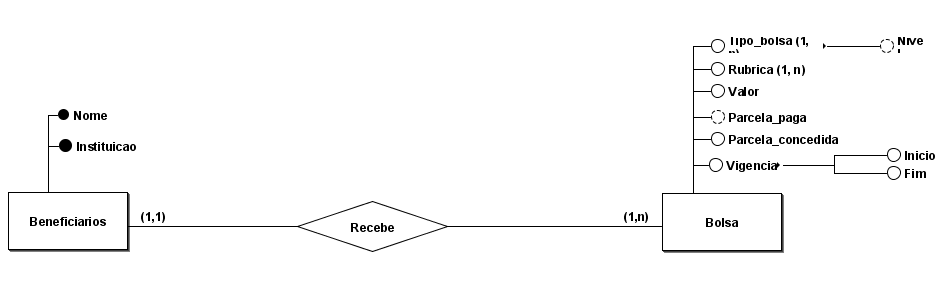 Tipo_bolsa (1,
n)
Nive
l
Rubrica (1, n)
Valor
Nome
Parcela_paga
Parcela_concedida
Instituicao
Inicio
Vigencia
Fim
Beneficiarios
(1,1)
Recebe
(1,n)
Bolsa